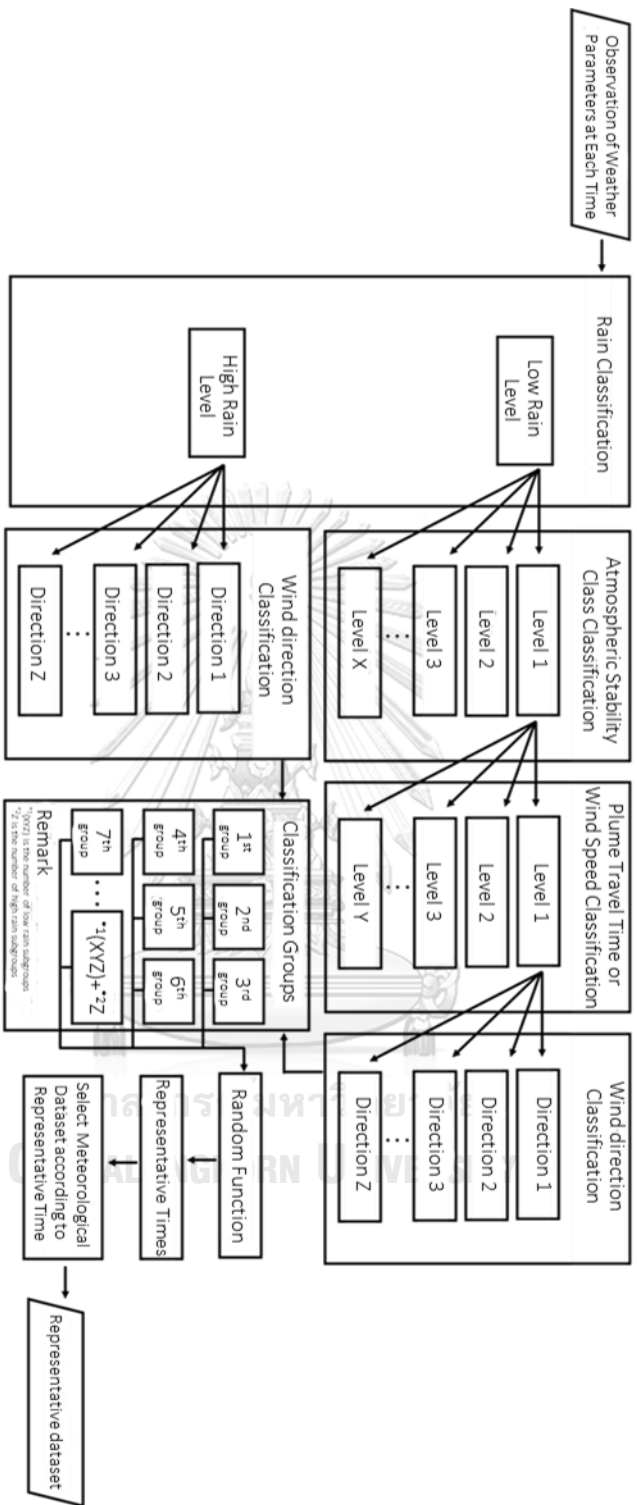 Observation of Weather
Parameters at Each Time
Rain Classification
Low Rain
Level
High Rain
Level
Atmospheric Stability
Class Classification
Level 1
Level 2
Level 3
⋮
Level X
Plume Travel Time or
Wind Speed Classification
Level 1
Level 2
Level 3
⋮
Level Y
Wind direction
Classification
Direction 1
Direction 2
Direction 3
⋮
Direction Z
Wind direction
Classification
Direction 1
Direction 2
Direction 3
⋮
Direction Z
Classification Groups
1st
group
2nd
group
3rd
group
4th
group
5th
group
6th
group
7th
group
...
*1(XYZ)+*2Z
Remark
*1(XYZ) is the number of low rain subgroups
*2Z is the number of high rain subgroups
Random Function
Representative Times
Select Meteorological
Dataset according to
Representative Time
Representative dataset